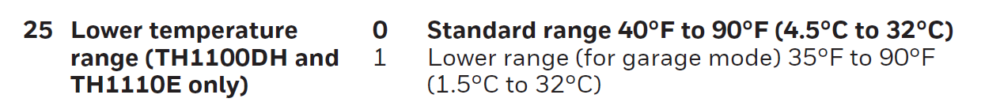 25 Lower temperature 0 Standard range 40°F to 90°F (4.5°C to 32°C)
range (TH1100DH and 1 Lower range (for garage mode) 35°F to 90°F
TH1110E only) (1.5°C to 32°C)